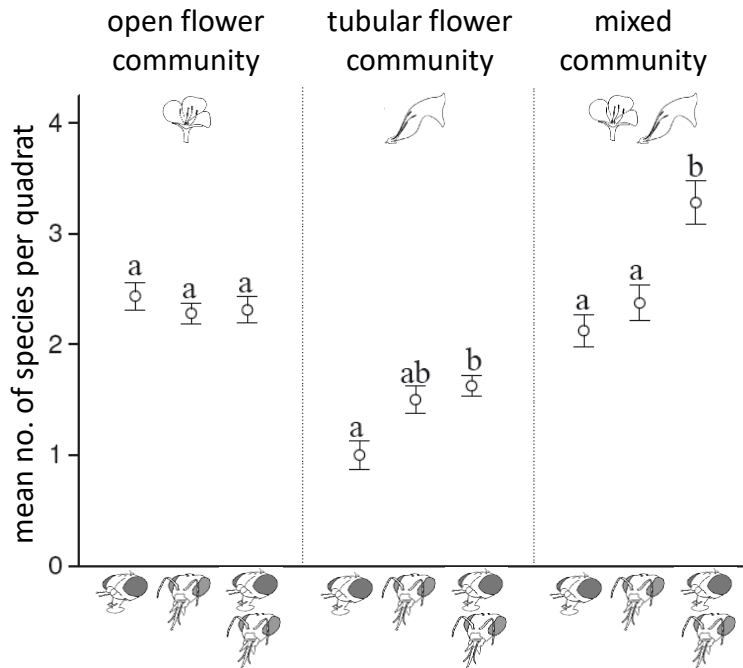 open flower
community
tubular flower
community
mixed
community
mean no. of species per quadrat
4
3
2
1
0
a
a
a
a
ab
b
a
a
b